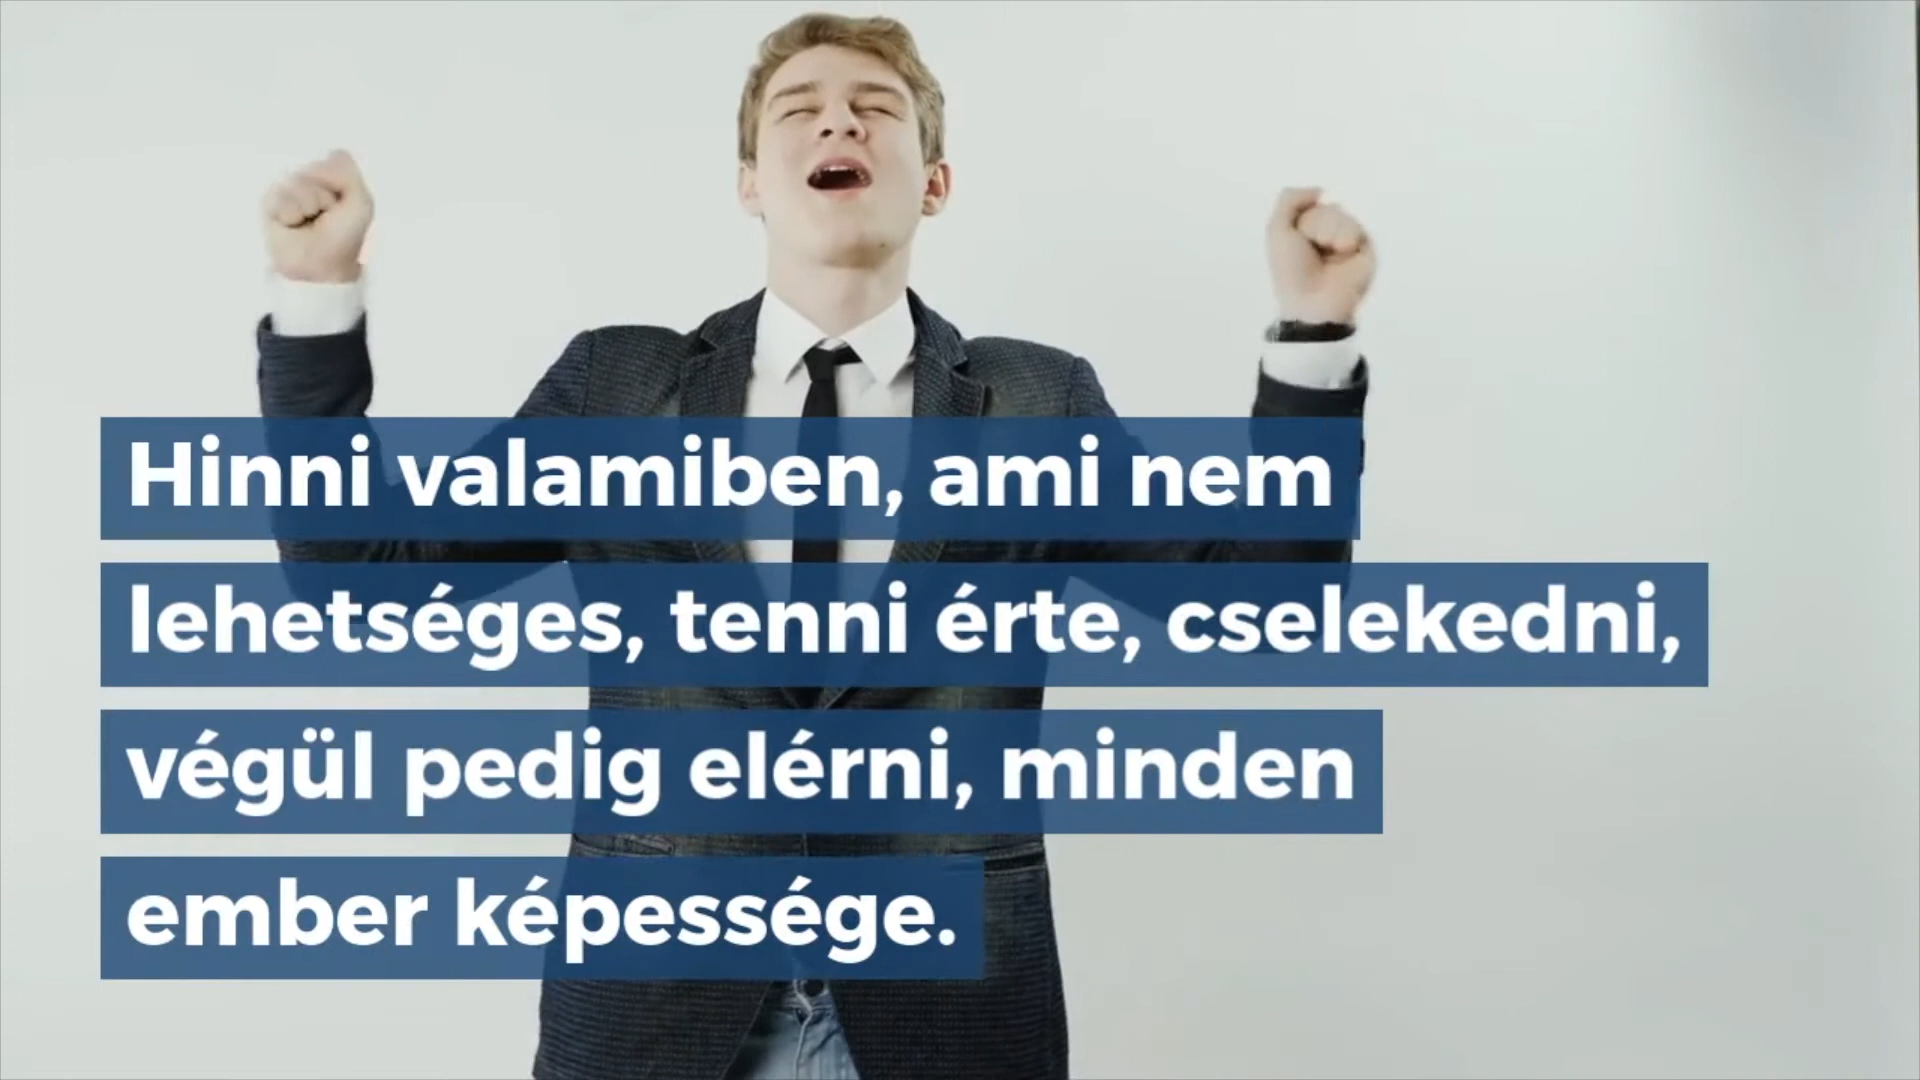 Hinni valamiben, ami nem
lehetséges, tenni érte, cselekedni,
végül pedig elérni, minden
ember képessége.